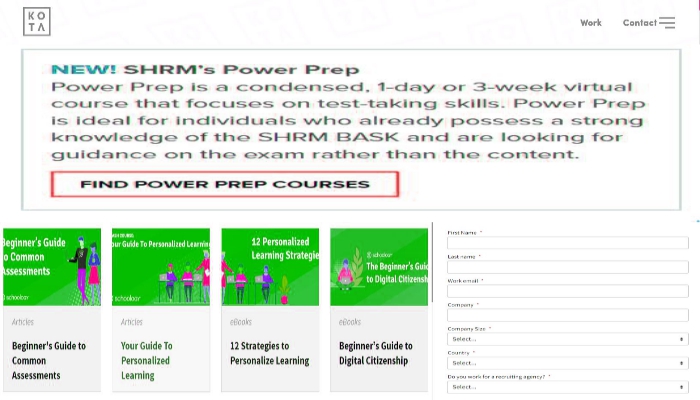 KO
TA
Work
Contact
NEW! SHRM's Power Prep
Power Prep is a condensed, 1-day or 3-week virtual
course that focuses on test-taking skills. Power Prep
is ideal for individuals who already possess a strong
knowledge of the SHRM BASK and are looking for
guidance on the exam rather than the content.
FIND POWER PREP COURSES
Beginner's Guide
o Common
Assessments
schoolcor
Articles
Beginner's Guide to
Common
Assessments
our Guide To Personalized Learnin
schoolcor
Articles
Your Guide To
Personalized
Learning
12 Personalized
Learning Strategie
schoolcor
eBooks
12 Strategies to
Personalize Learning
schoolcor
The Beginner's Guid
to Digital Citizensh
eBooks
Beginner's Guide to
Digital Citizenship
First Name *
Last name *
Work email *
Company *
Company Size *
Select...
Country *
Select...
Do you work for a recruiting agency? *
Select...